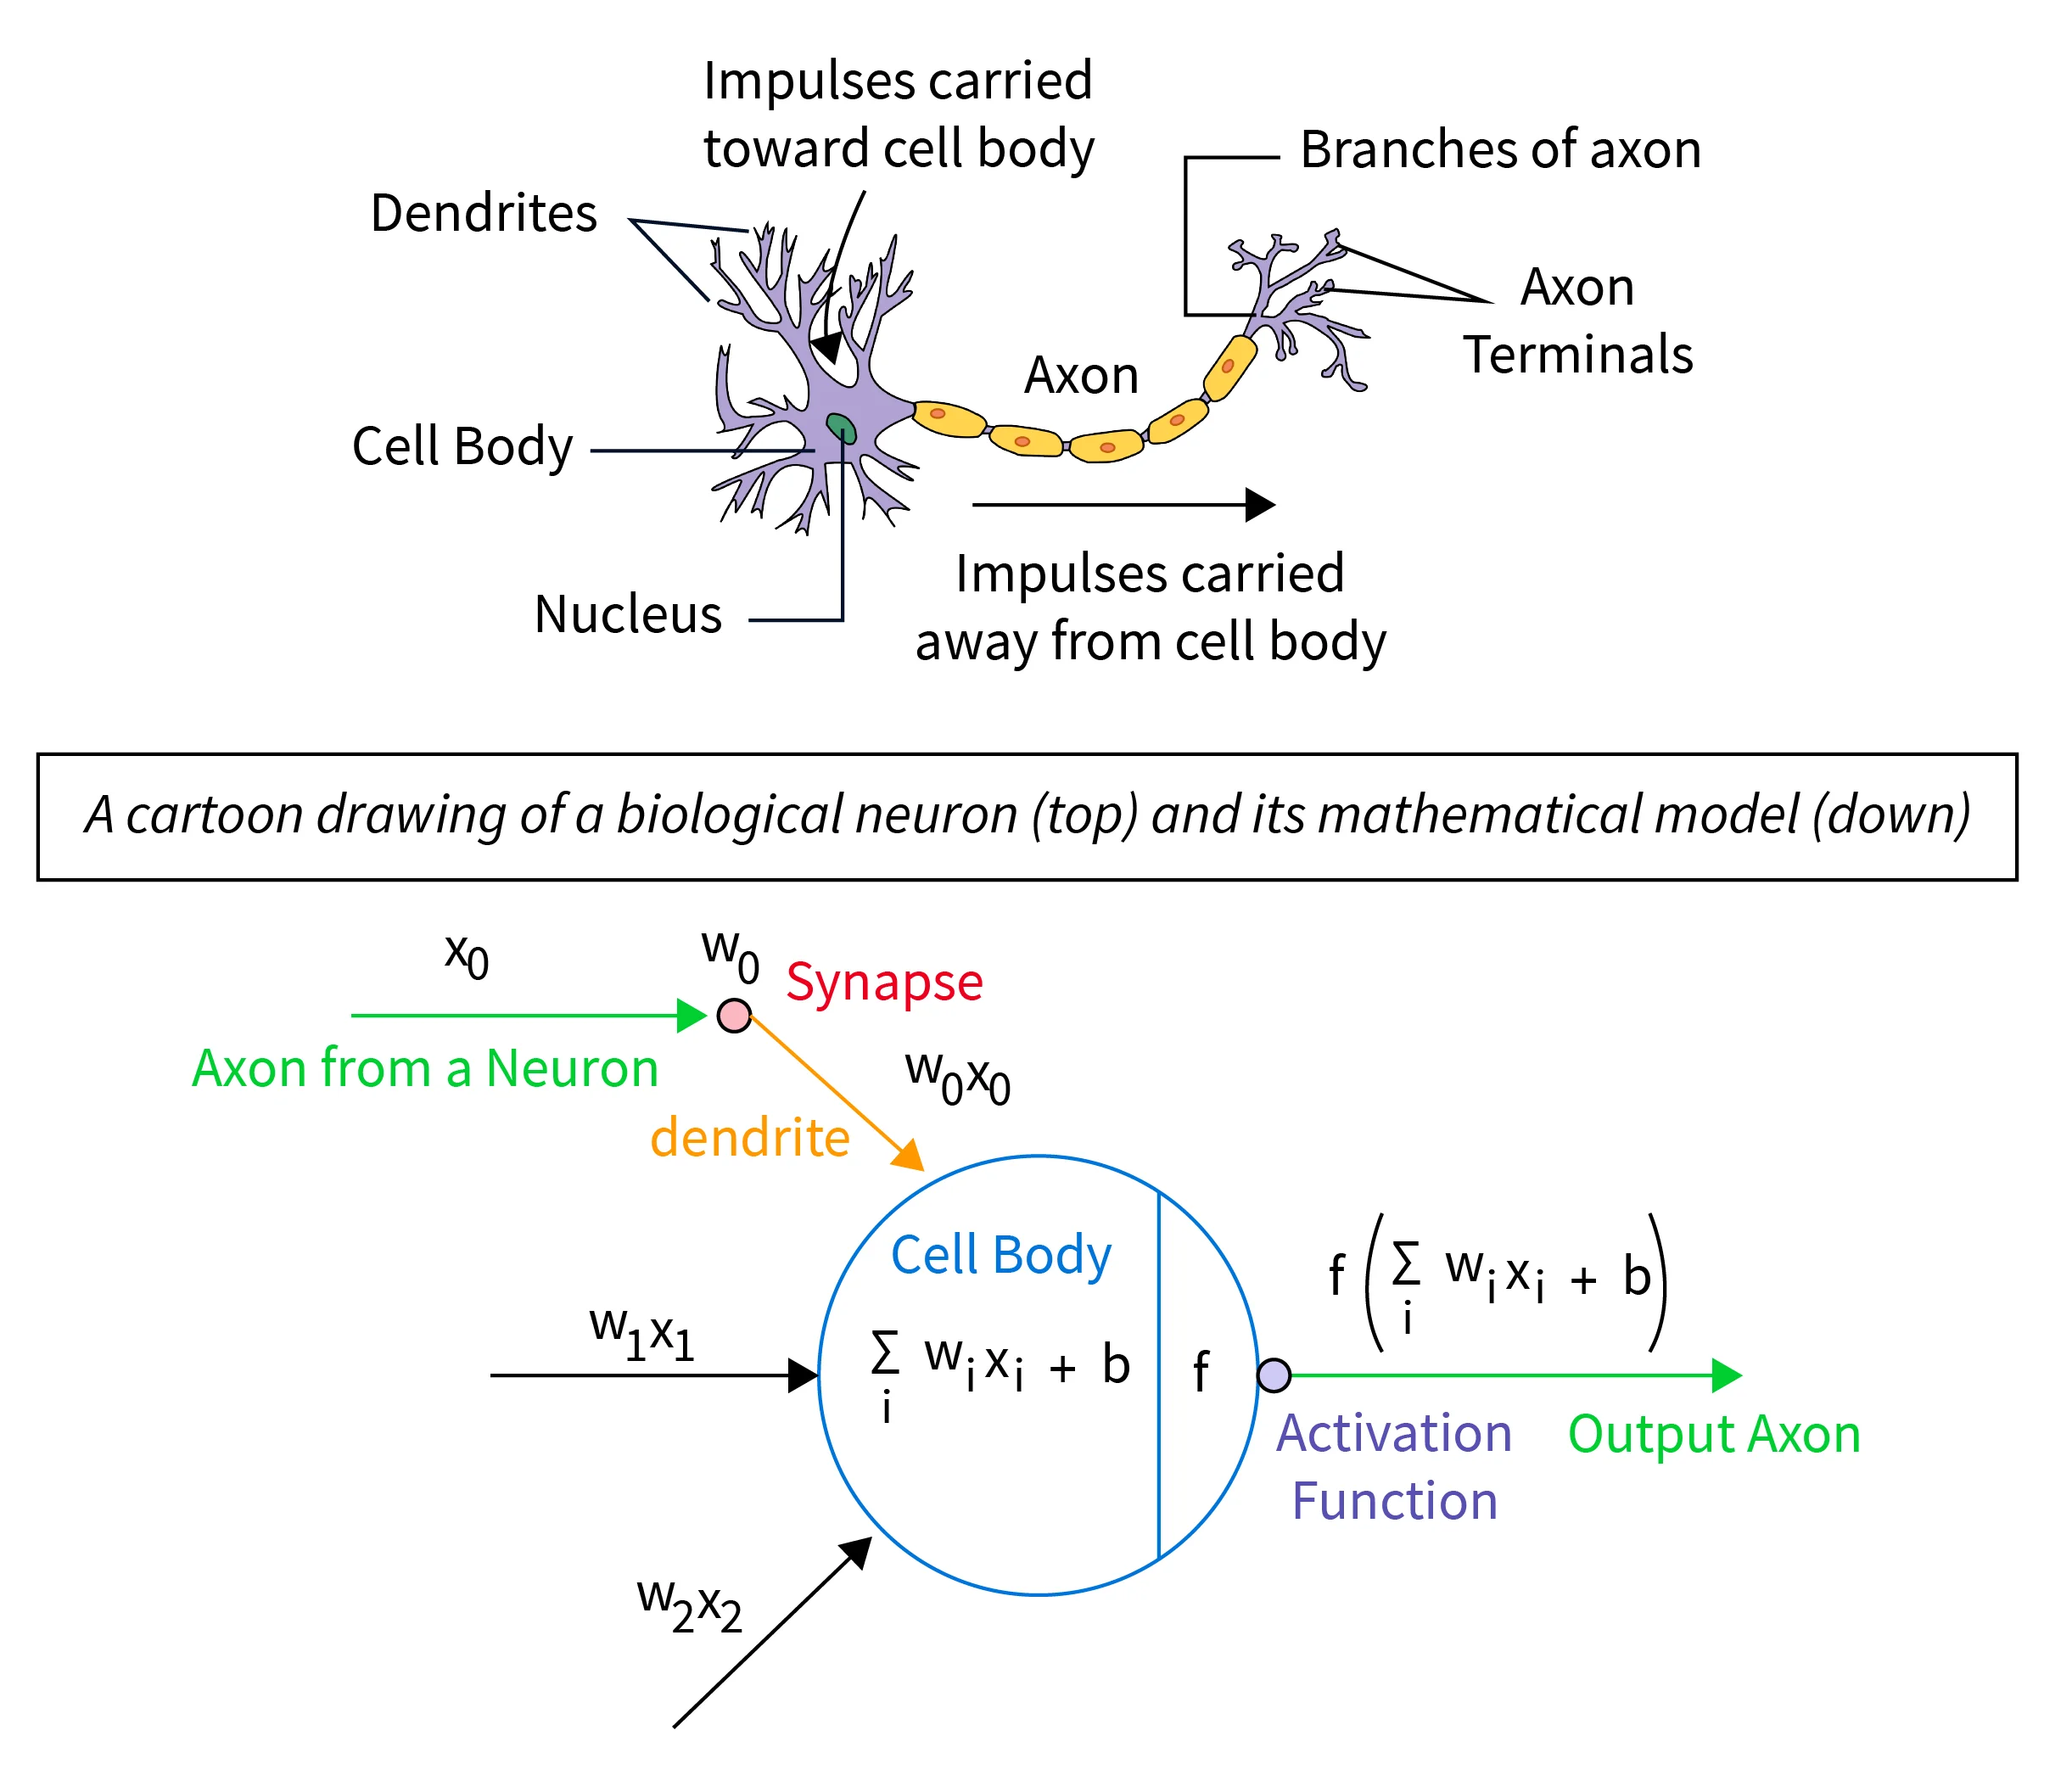 Impulses carried
toward cell body
Branches of axon
Dendrites
Axon
Terminals
Axon
Cell Body
Nucleus
Impulses carried
away from cell body
A cartoon drawing of a biological neuron (top) and its mathematical model (down)
x₀
w₀
Synapse
Axon from a Neuron
w₀x₀
dendrite
Cell Body
w₁x₁
∑ wᵢxᵢ + b
i
f
f(∑ wᵢxᵢ + b)
i
Activation
Function
Output Axon
w₂x₂